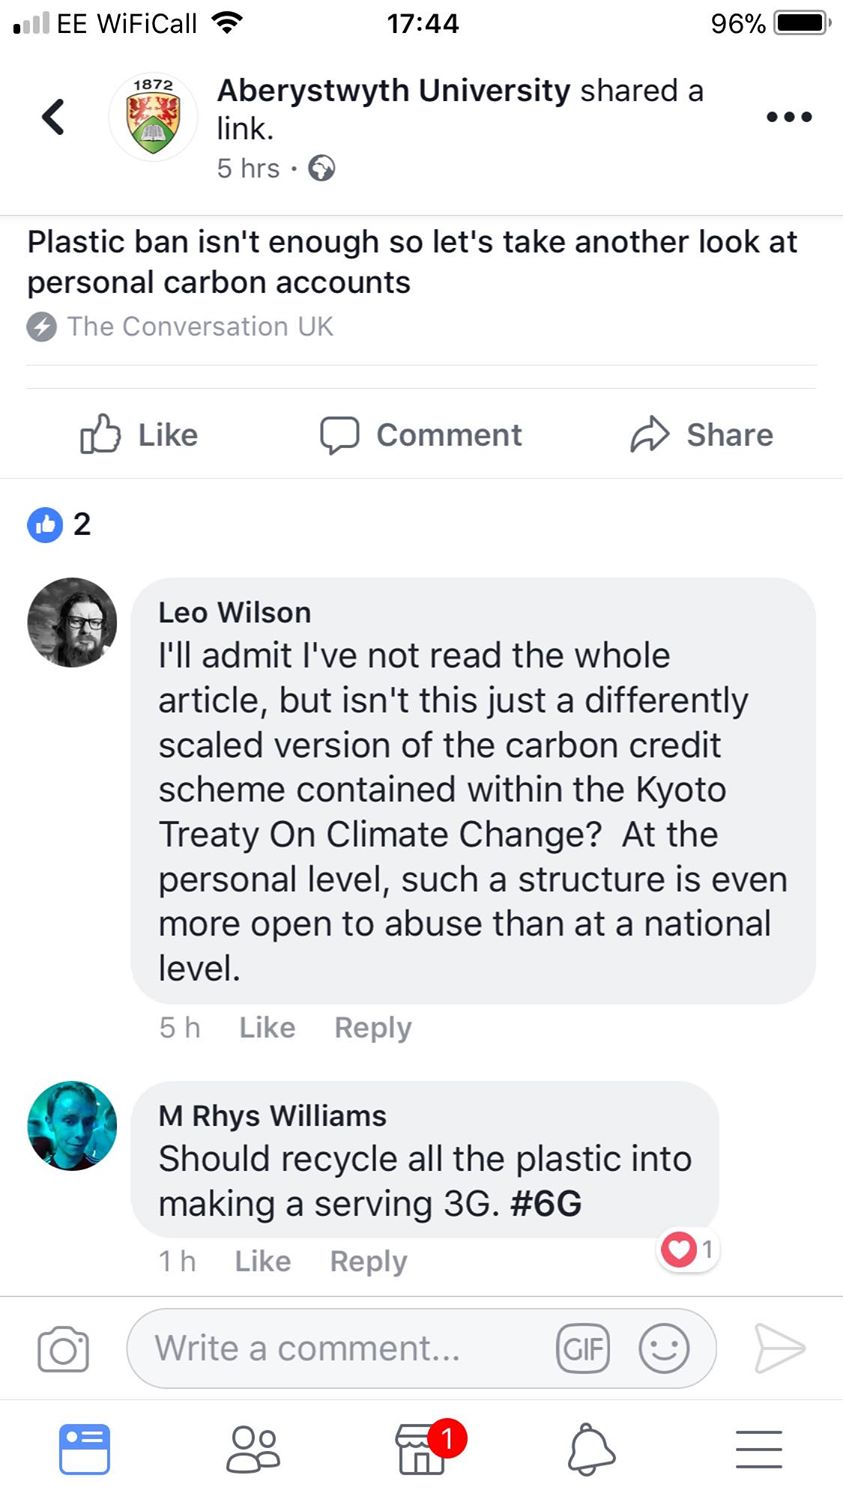 EE WiFiCall 17:44 96%
1872
Aberystwyth University shared a
link.
5 hrs ·
Plastic ban isn't enough so let's take another look at
personal carbon accounts
The Conversation UK
Like Comment Share
2
Leo Wilson
I'll admit I've not read the whole
article, but isn't this just a differently
scaled version of the carbon credit
scheme contained within the Kyoto
Treaty On Climate Change?  At the
personal level, such a structure is even
more open to abuse than at a national
level.
5 h Like Reply
M Rhys Williams
Should recycle all the plastic into
making a serving 3G. #6G
1
1 h Like Reply
Write a comment... GIF
1